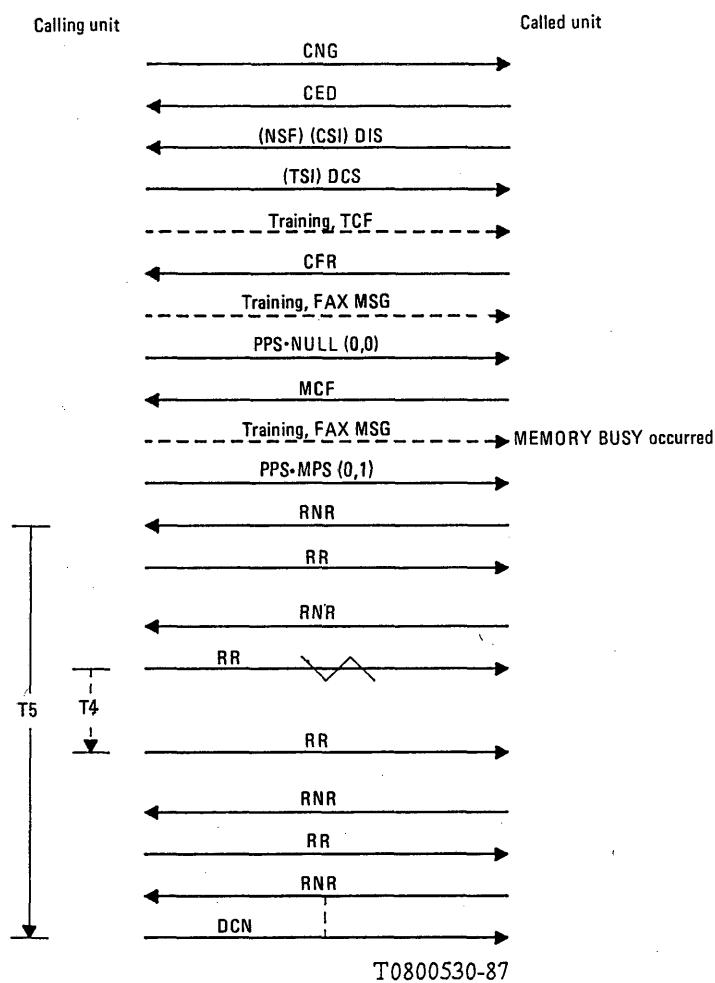 Calling unit
Called unit
CNG
CED
(NSF) (CSI) DIS
(TSI) DCS
Training, TCF
CFR
Training, FAX MSG
PPS•NULL (0,0)
MCF
Training, FAX MSG
MEMORY BUSY occurred
PPS•MPS (0,1)
RNR
RR
RNR
RR
T5
T4
RR
RNR
RR
RNR
DCN
T0800530-87